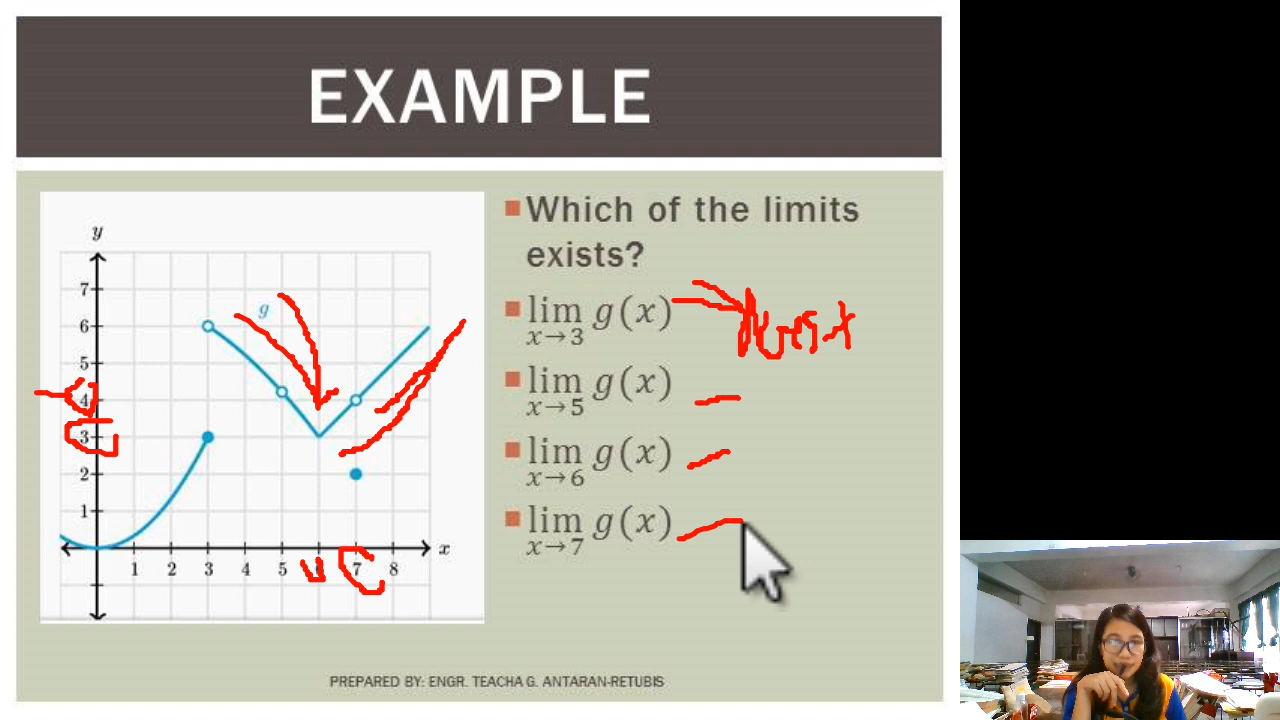 EXAMPLE
Which of the limits
exists?
lim x→3 g(x)
lim x→5 g(x)
lim x→6 g(x)
lim x→7 g(x)
y
g
7
6
5
4
3
2
1
1 2 3 4 5 6 7 8 x
PREPARED BY: ENGR. TEACHA G. ANTARAN-RETUBIS